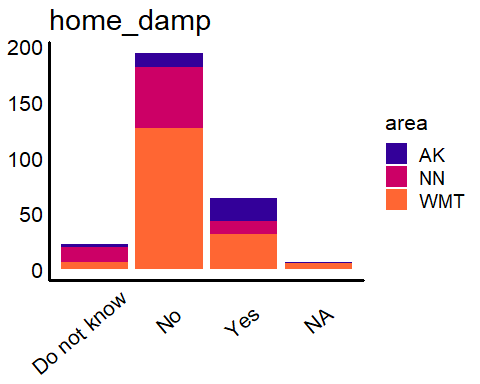 home_damp
200
150
100
50
0
Do not know
No
Yes
NA
area
AK
NN
WMT